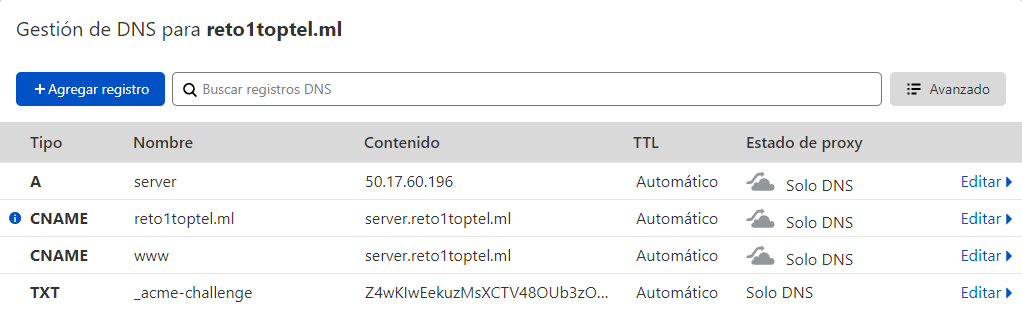 Gestión de DNS para reto1toptel.ml
+ Agregar registro Buscar registros DNS Avanzado
Tipo Nombre Contenido TTL Estado de proxy
A server 50.17.60.196 Automático Solo DNS Editar
CNAME reto1toptel.ml server.reto1toptel.ml Automático Solo DNS Editar
CNAME www server.reto1toptel.ml Automático Solo DNS Editar
TXT _acme-challenge Z4wKIwEekuzMsXCTV48OUb3zO... Automático Solo DNS Editar